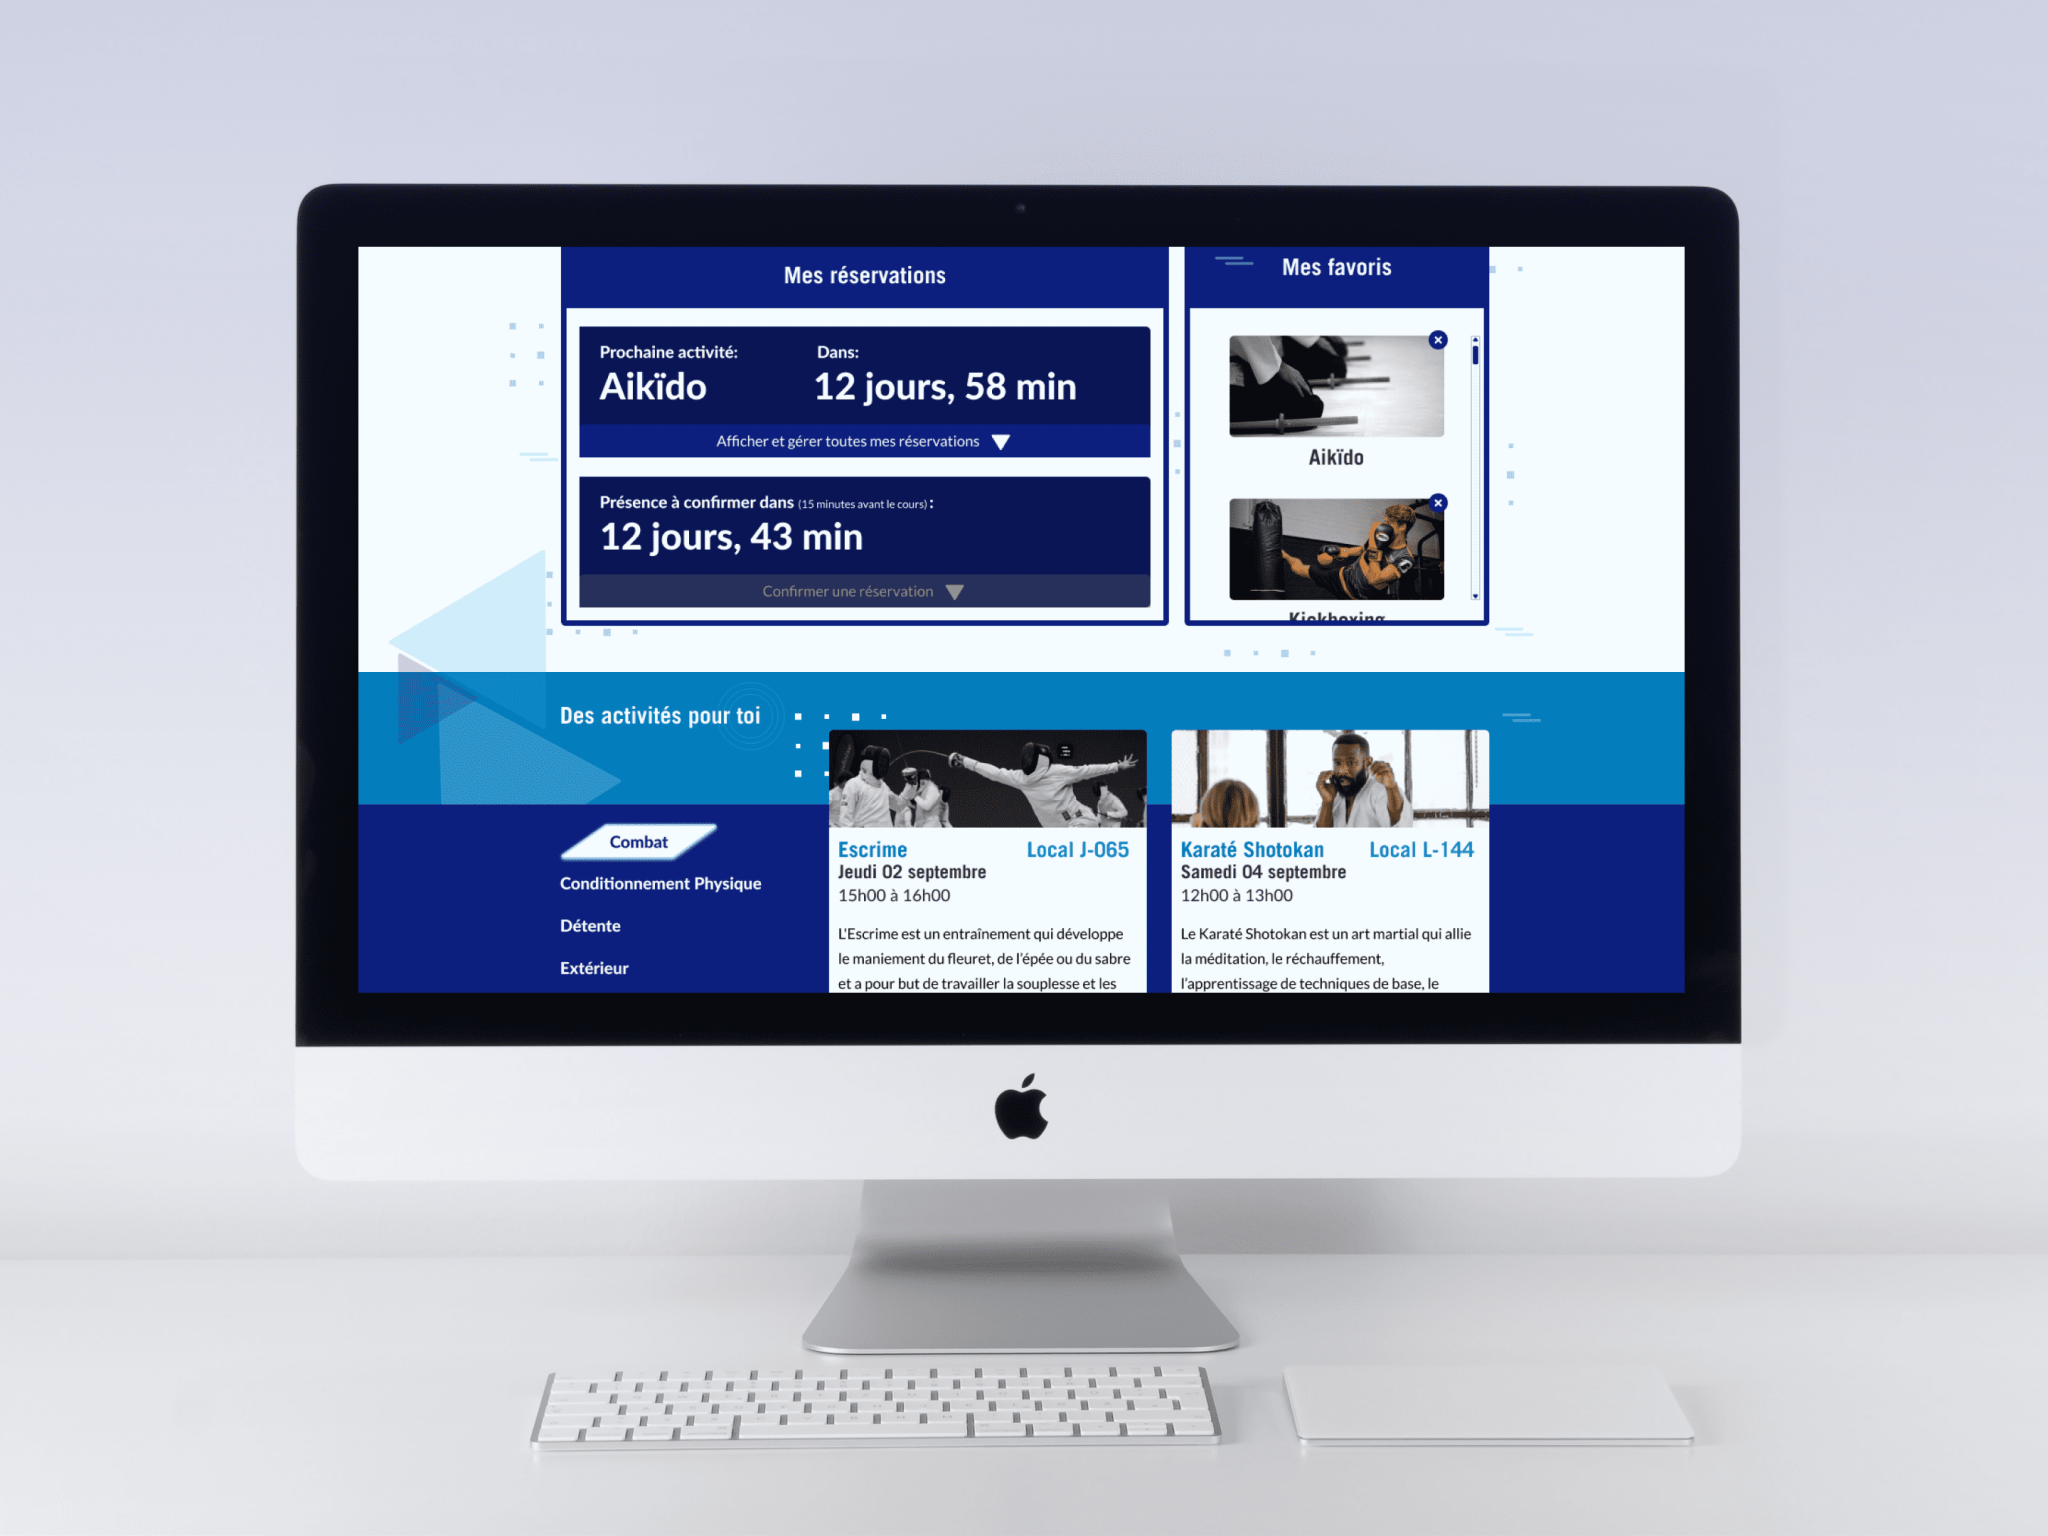 Mes réservations
Prochaine activité:
Dans:
Aikïdo
12 jours, 58 min
Afficher et gérer toutes mes réservations
Présence à confirmer dans (15 minutes avant le cours) :
12 jours, 43 min
Confirmer une réservation
Mes favoris
Aikïdo
Kickboxing
Des activités pour toi
Combat
Conditionnement Physique
Détente
Extérieur
Escrime
Local J-065
Jeudi 02 septembre
15h00 à 16h00
L'Escrime est un entraînement qui développe
le maniement du fleuret, de l'épée ou du sabre
et a pour but de travailler la souplesse et les
Karaté Shotokan
Local L-144
Samedi 04 septembre
12h00 à 13h00
Le Karaté Shotokan est un art martial qui allie
la méditation, le réchauffement,
l'apprentissage de techniques de base, le